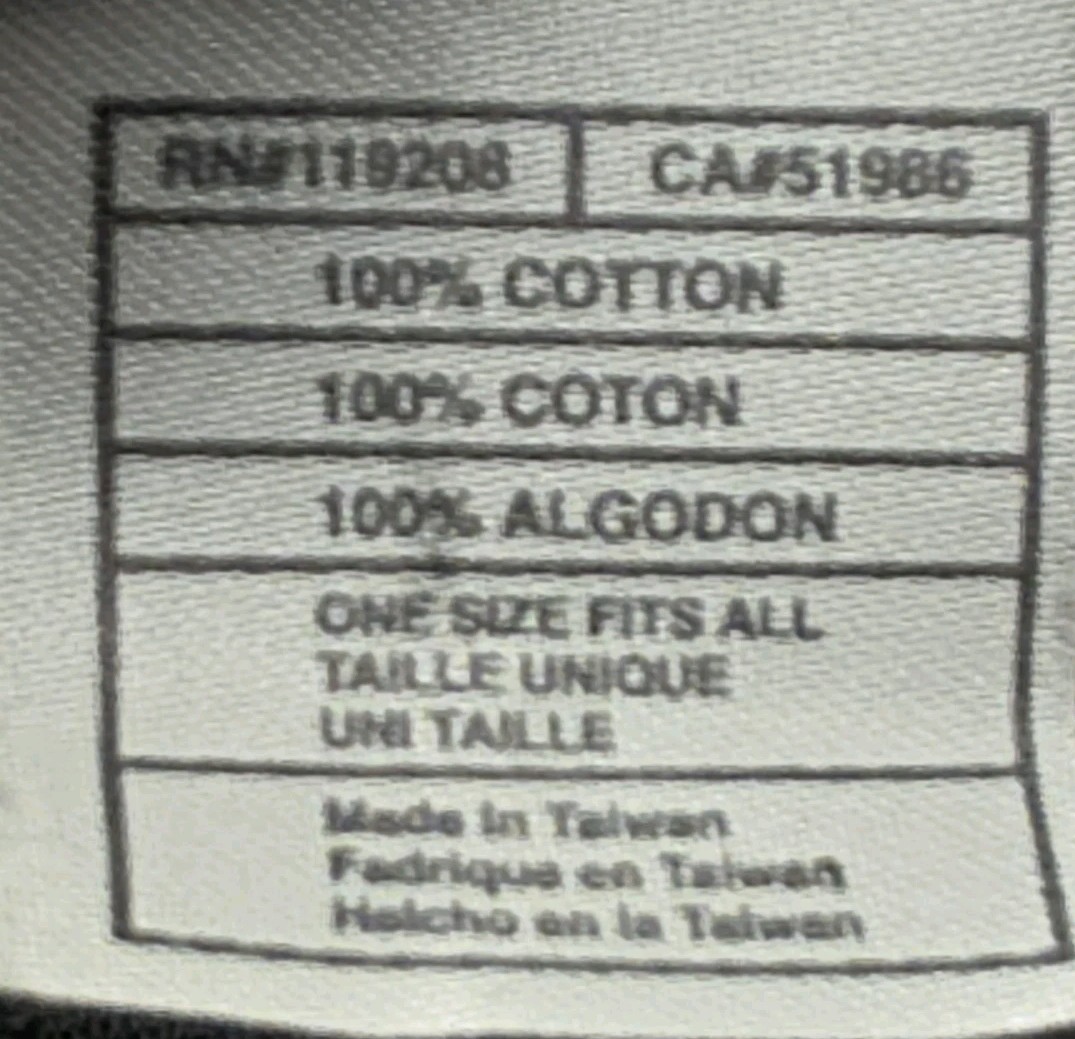 RN#119208 CA#51986
100% COTTON
100% COTON
100% ALGODON
ONE SIZE FITS ALL
TAILLE UNIQUE
UNI TAILLE
Made in Taiwan
Fadrique en Taiwan
Helcho en la Taiwan